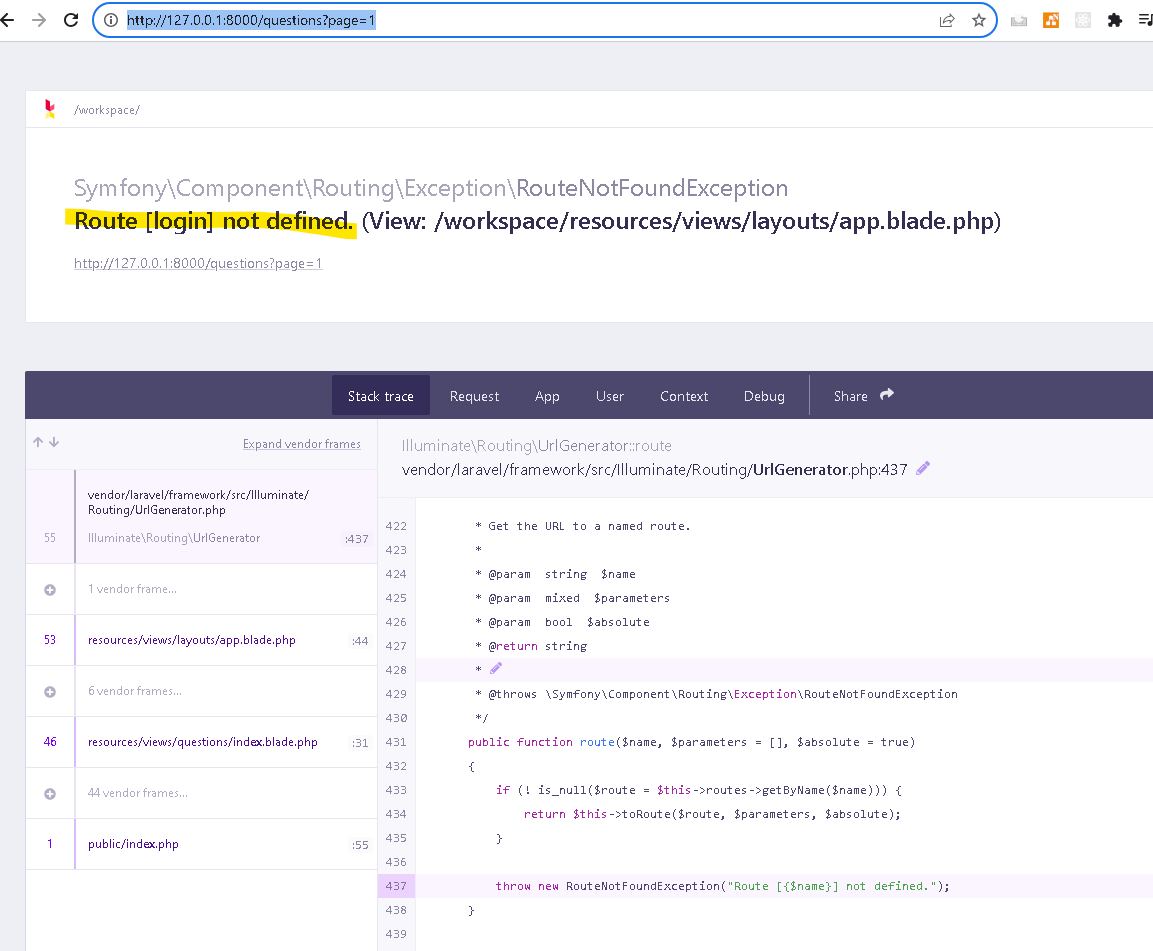 http://127.0.0.1:8000/questions?page=1
/workspace/
Symfony\Component\Routing\Exception\RouteNotFoundException
Route [login] not defined. (View: /workspace/resources/views/layouts/app.blade.php)
http://127.0.0.1:8000/questions?page=1
Stack trace Request App User Context Debug Share
Expand vendor frames
vendor/laravel/framework/src/Illuminate/
Routing/UrlGenerator.php
55 Illuminate\Routing\UrlGenerator :437
1 vendor frame...
53 resources/views/layouts/app.blade.php :44
6 vendor frames...
46 resources/views/questions/index.blade.php :31
44 vendor frames...
1 public/index.php :55
Illuminate\Routing\UrlGenerator::route
vendor/laravel/framework/src/Illuminate/Routing/UrlGenerator.php:437
422 * Get the URL to a named route.
423 *
424 * @param  string  $name
425 * @param  mixed  $parameters
426 * @param  bool  $absolute
427 * @return string
428 *
429 * @throws \Symfony\Component\Routing\Exception\RouteNotFoundException
430 */
431 public function route($name, $parameters = [], $absolute = true)
432 {
433 if (! is_null($route = $this->routes->getByName($name))) {
434 return $this->toRoute($route, $parameters, $absolute);
435 }
436
437 throw new RouteNotFoundException("Route [{$name}] not defined.");
438 }
439